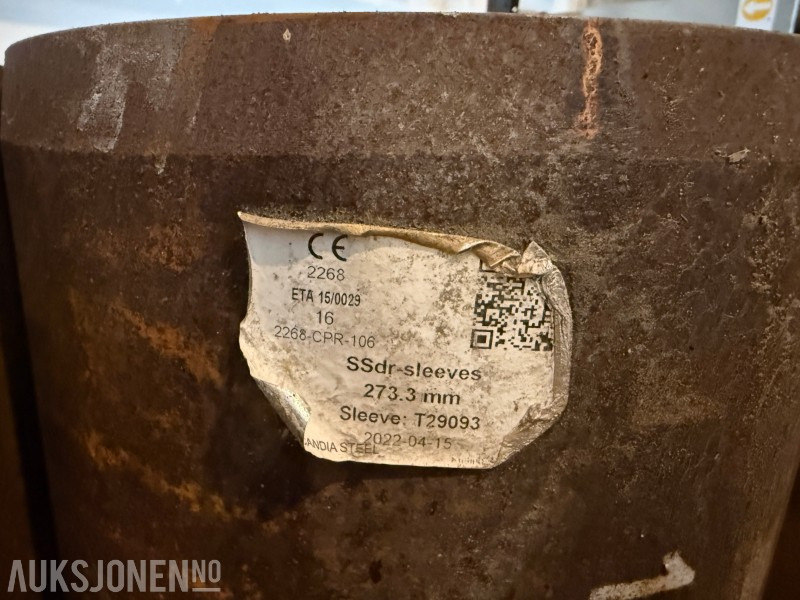 CE
2268
ETA 15/0029
16
2268-CPR-106
SSdr-sleeves
273.3 mm
Sleeve: T29093
2022-04-15
ANDIA STEEL
AUKSJONEN.NO